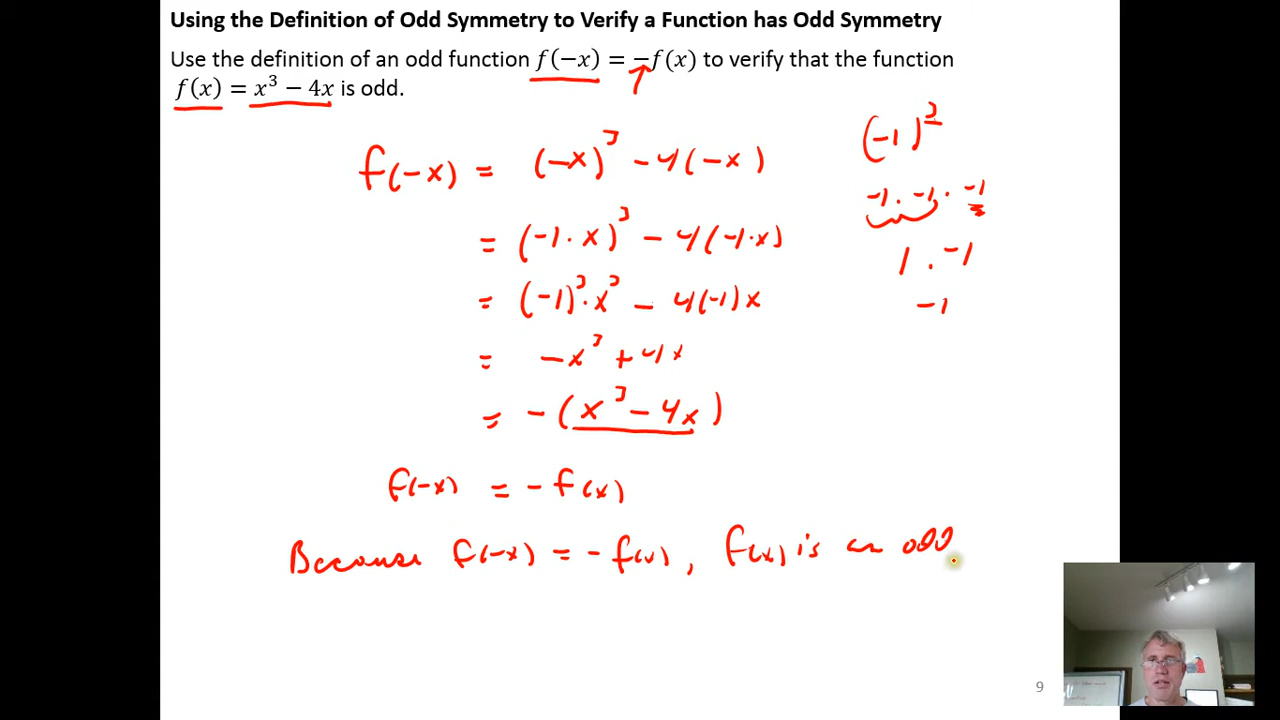 Using the Definition of Odd Symmetry to Verify a Function has Odd Symmetry
Use the definition of an odd function f(−x) = −f(x) to verify that the function
f(x) = x³ − 4x is odd.
f(-x) = (-x)³ - 4(-x)
= (-1·x)³ - 4(-1·x)
= (-1)³·x³ - 4(-1)x
= -x³ + 4x
= -(x³ - 4x)
f(-x) = -f(x)
Because f(-x) = -f(x), f(x) is an odd
(-1)³
-1 · -1 · -1
1 · -1
-1
9